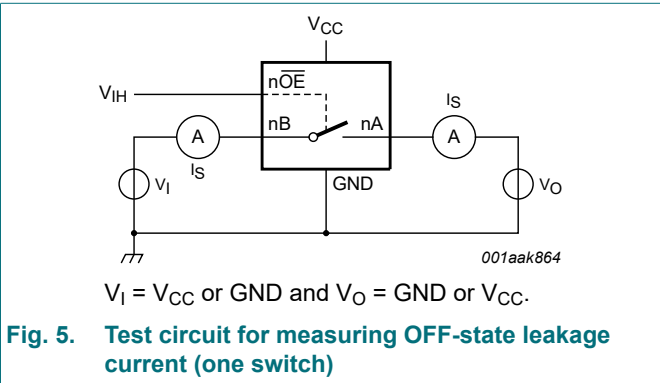 VCC
nOE
VIH
IS
nB
nA
A
A
IS
VI
GND
VO
001aak864
VI = VCC or GND and VO = GND or VCC.
Fig. 5. Test circuit for measuring OFF-state leakage
current (one switch)